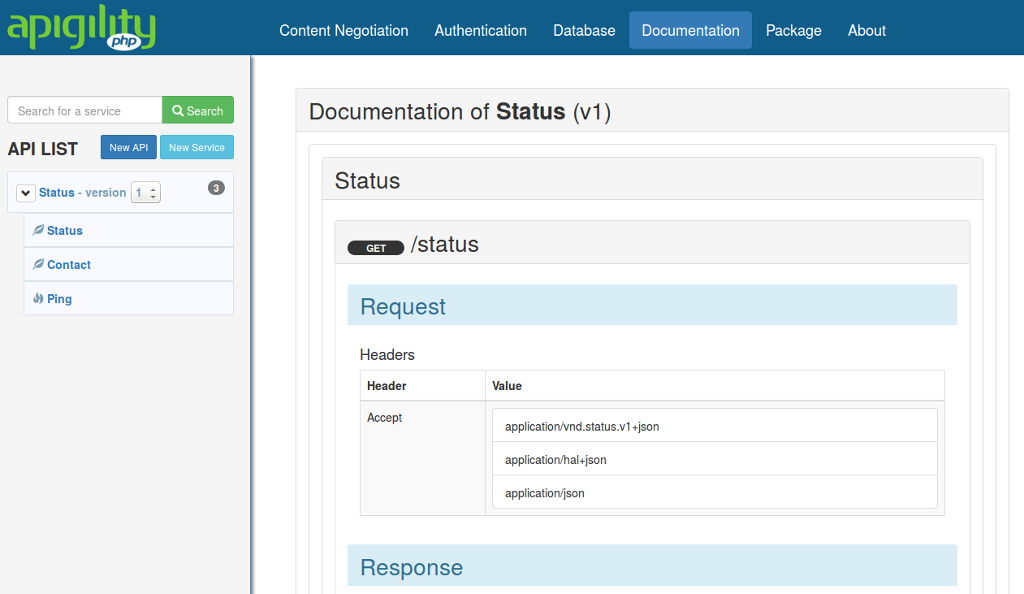 apigility
php
Content Negotiation Authentication Database Documentation Package About
Search for a service Search
API LIST New API New Service
Status - version 1 3
Status
Contact
Ping
Documentation of Status (v1)
Status
GET /status
Request
Headers
Header Value
Accept
application/vnd.status.v1+json
application/hal+json
application/json
Response